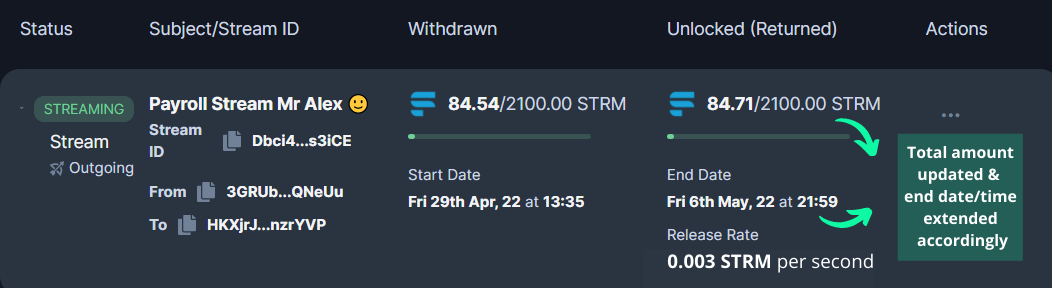 Status Subject/Stream ID Withdrawn Unlocked (Returned) Actions
STREAMING
Stream
Outgoing
Payroll Stream Mr Alex 🙂
Stream
ID
Dbci4...s3iCE
From 3GRUb...QNeUu
To HKXjrJ...nzrYVP
84.54/2100.00 STRM
Start Date
Fri 29th Apr, 22 at 13:35
84.71/2100.00 STRM
End Date
Fri 6th May, 22 at 21:59
Release Rate
0.003 STRM per second
Total amount
updated &
end date/time
extended
accordingly